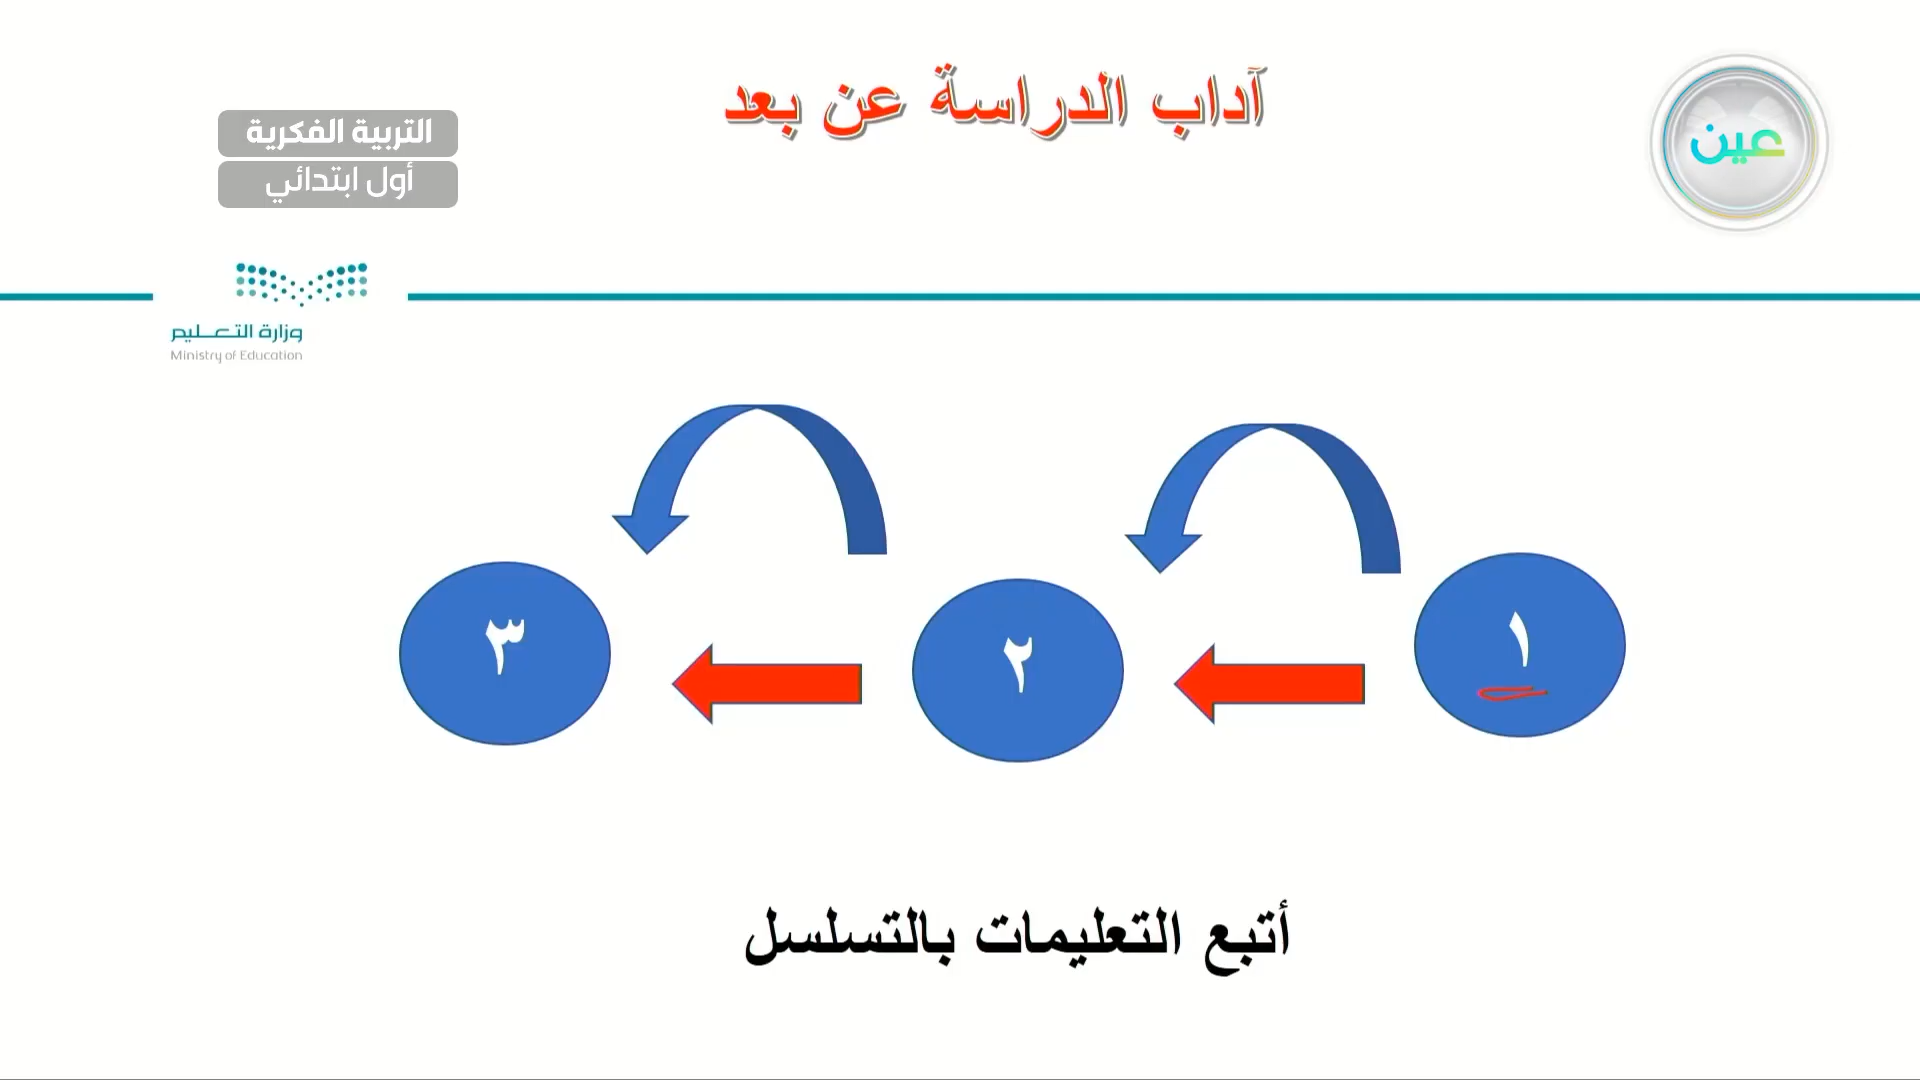 آداب الدراسة عن بعد
عين
التربية الفكرية
أول ابتدائي
وزارة التعليم
Ministry of Education
١
٢
٣
أتبع التعليمات بالتسلسل